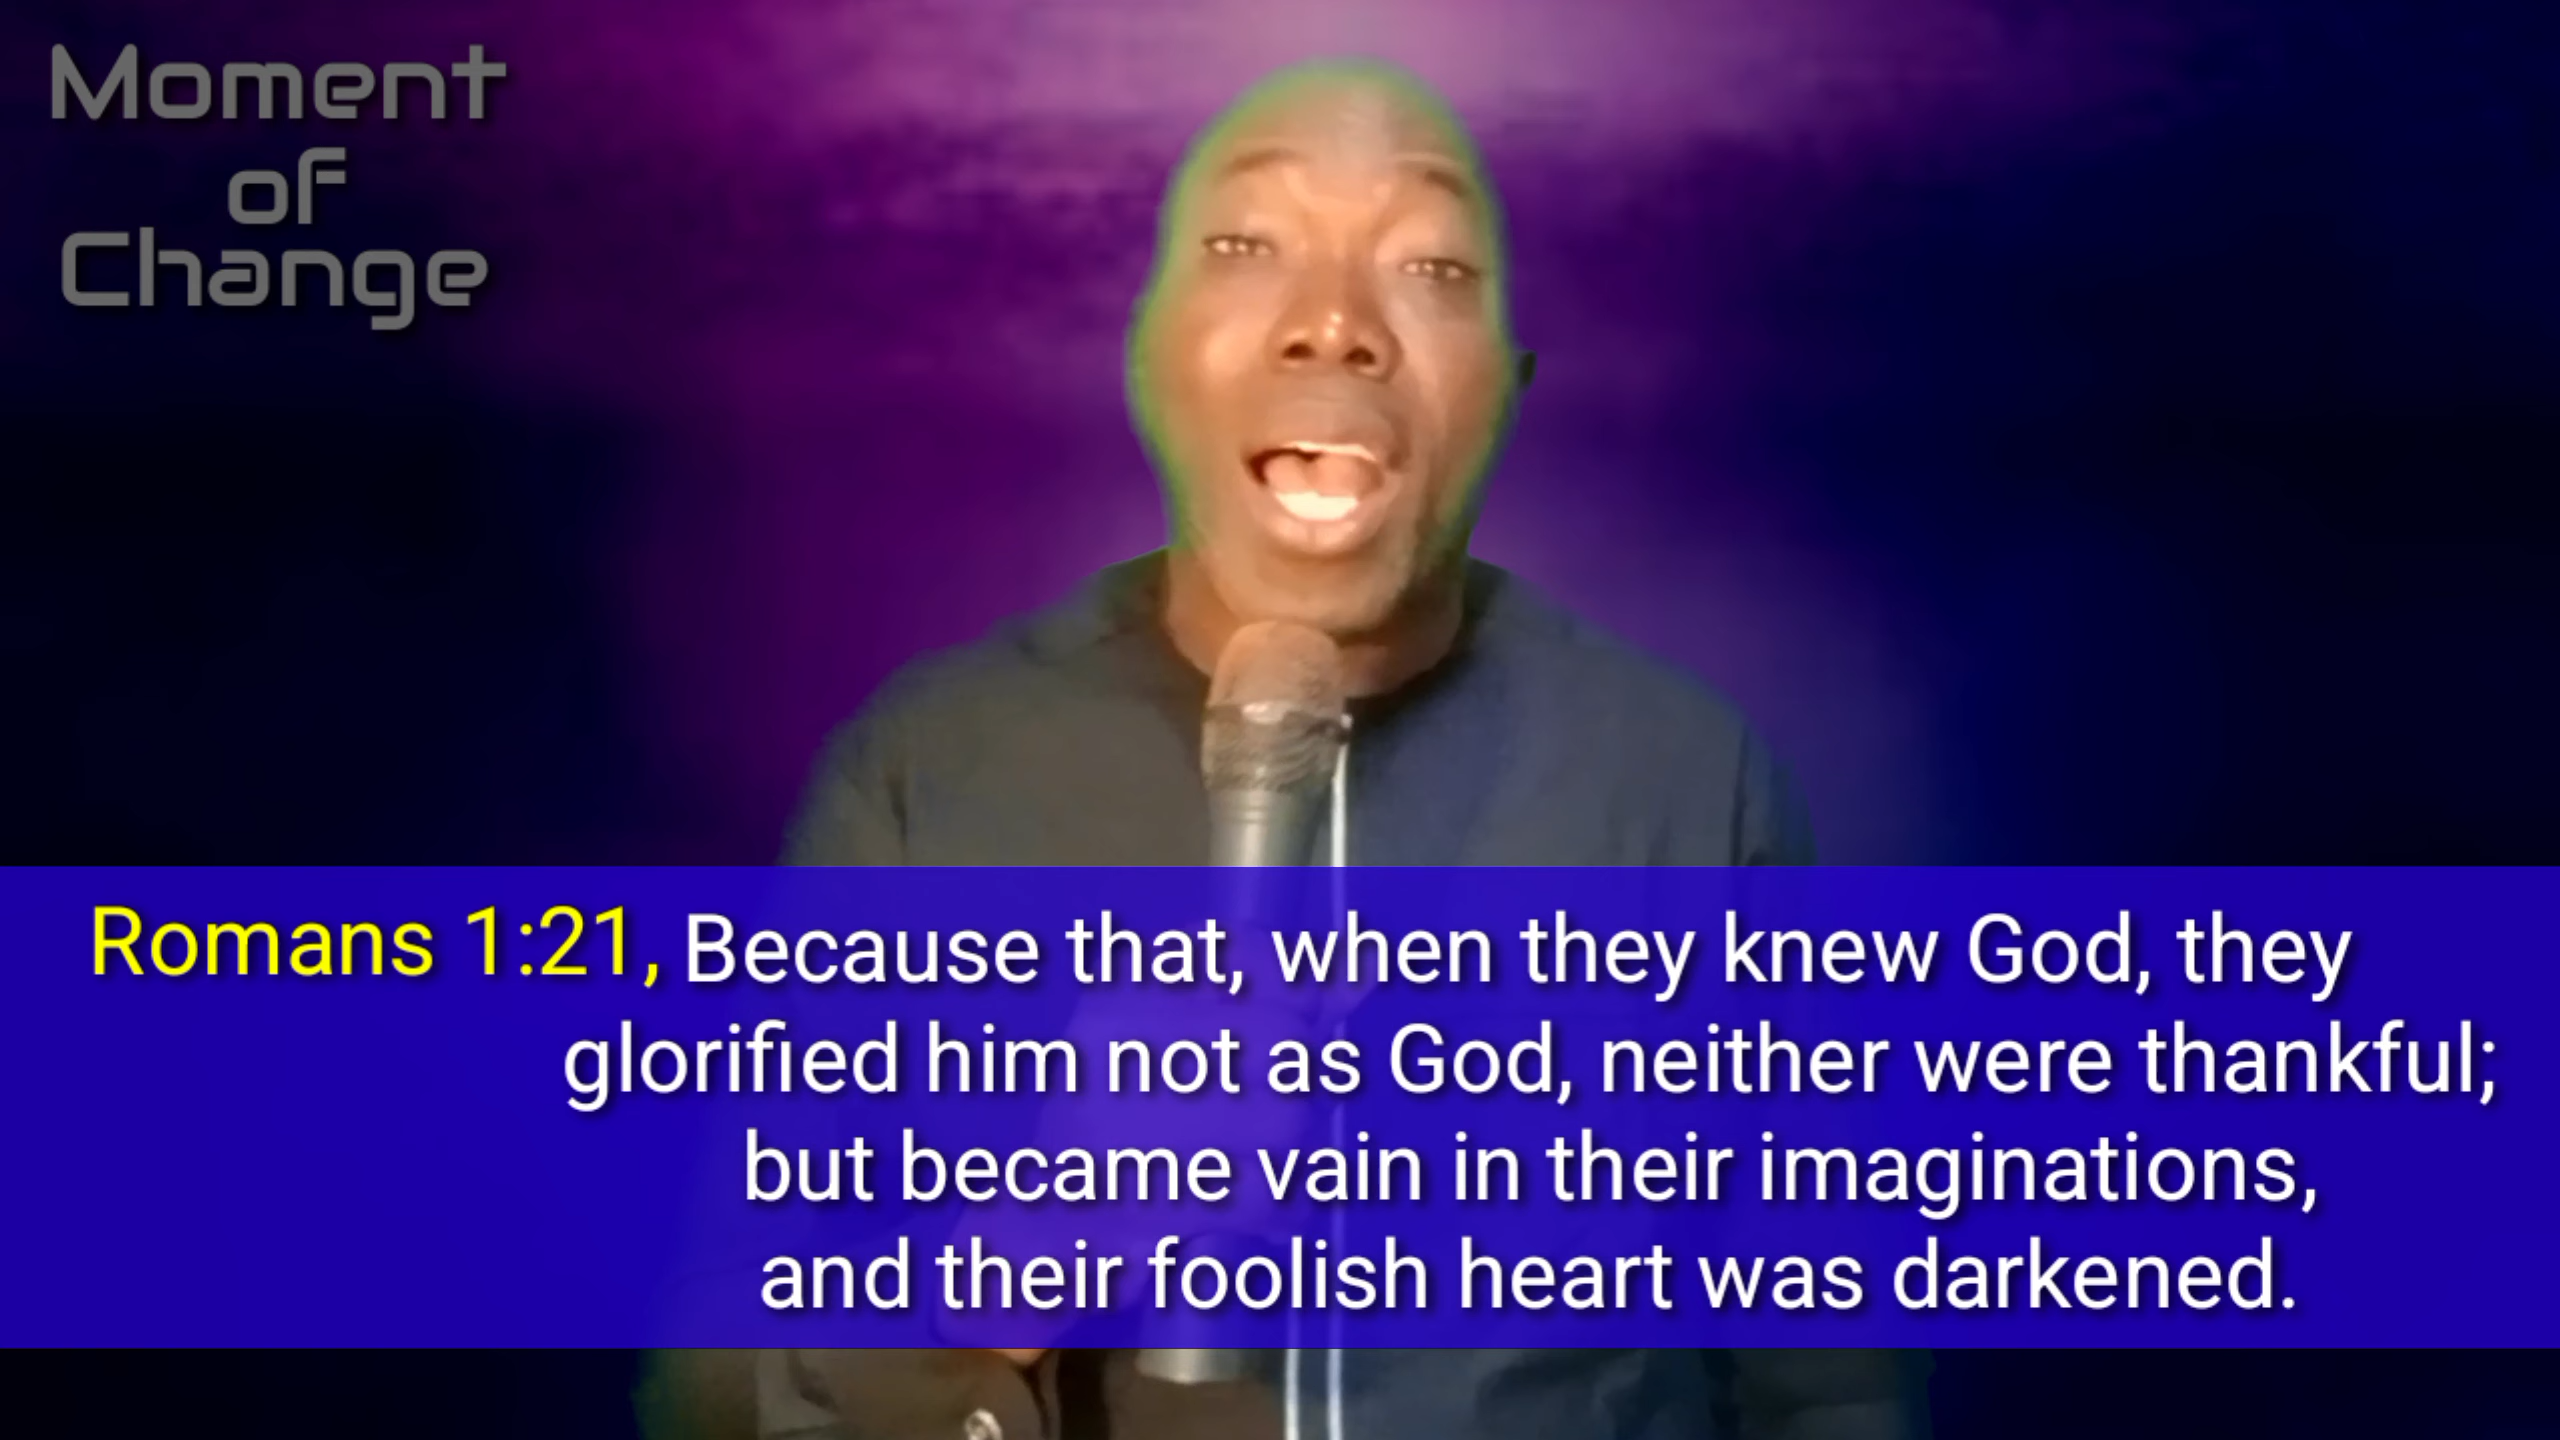 Moment
of
Change
Romans 1:21, Because that, when they knew God, they
glorified him not as God, neither were thankful;
but became vain in their imaginations,
and their foolish heart was darkened.